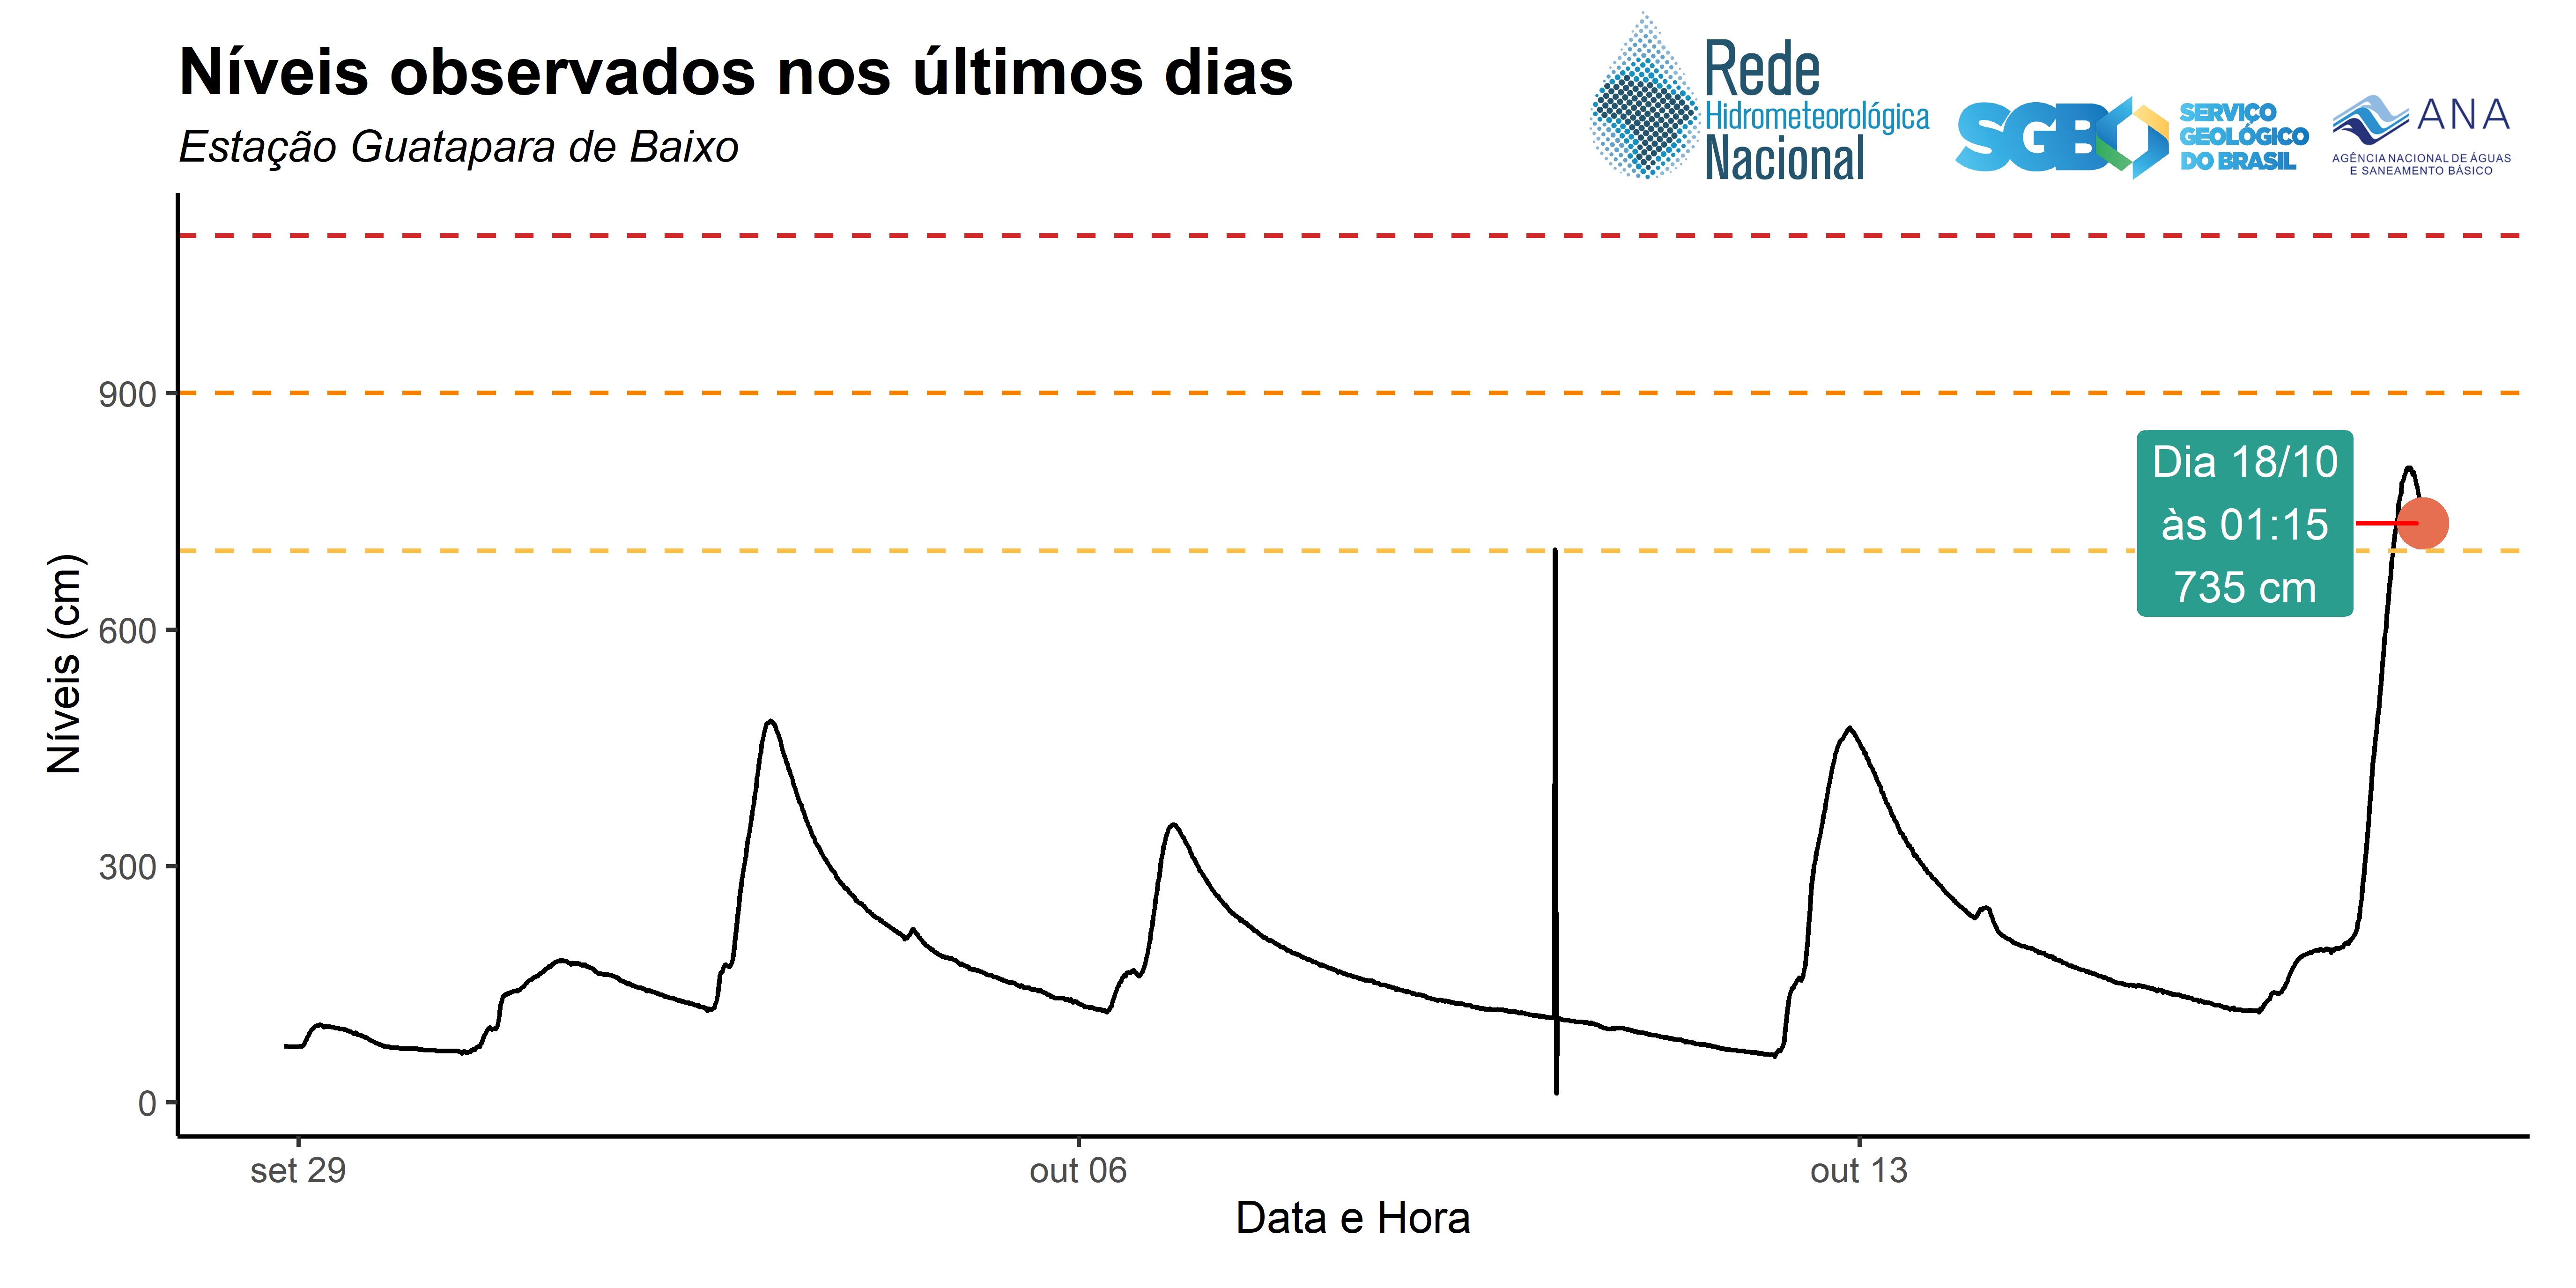 Níveis observados nos últimos dias
Estação Guatapara de Baixo
Rede
Hidrometeorológica
Nacional
SGB
SERVIÇO
GEOLÓGICO
DO BRASIL
ANA
AGÊNCIA NACIONAL DE ÁGUAS
E SANEAMENTO BÁSICO
Níveis (cm)
900
600
300
0
Dia 18/10
às 01:15
735 cm
set 29
out 06
out 13
Data e Hora